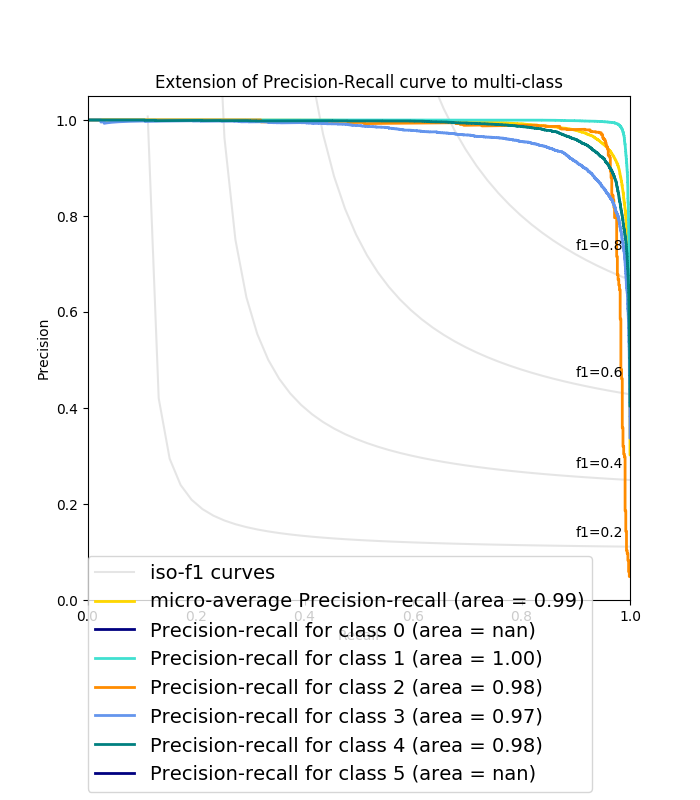 Extension of Precision-Recall curve to multi-class
1.0
0.8
0.6
0.4
0.2
0.0
Precision
f1=0.8
f1=0.6
f1=0.4
f1=0.2
0.0 0.2 0.4 0.6 0.8 1.0
Recall
iso-f1 curves
micro-average Precision-recall (area = 0.99)
Precision-recall for class 0 (area = nan)
Precision-recall for class 1 (area = 1.00)
Precision-recall for class 2 (area = 0.98)
Precision-recall for class 3 (area = 0.97)
Precision-recall for class 4 (area = 0.98)
Precision-recall for class 5 (area = nan)